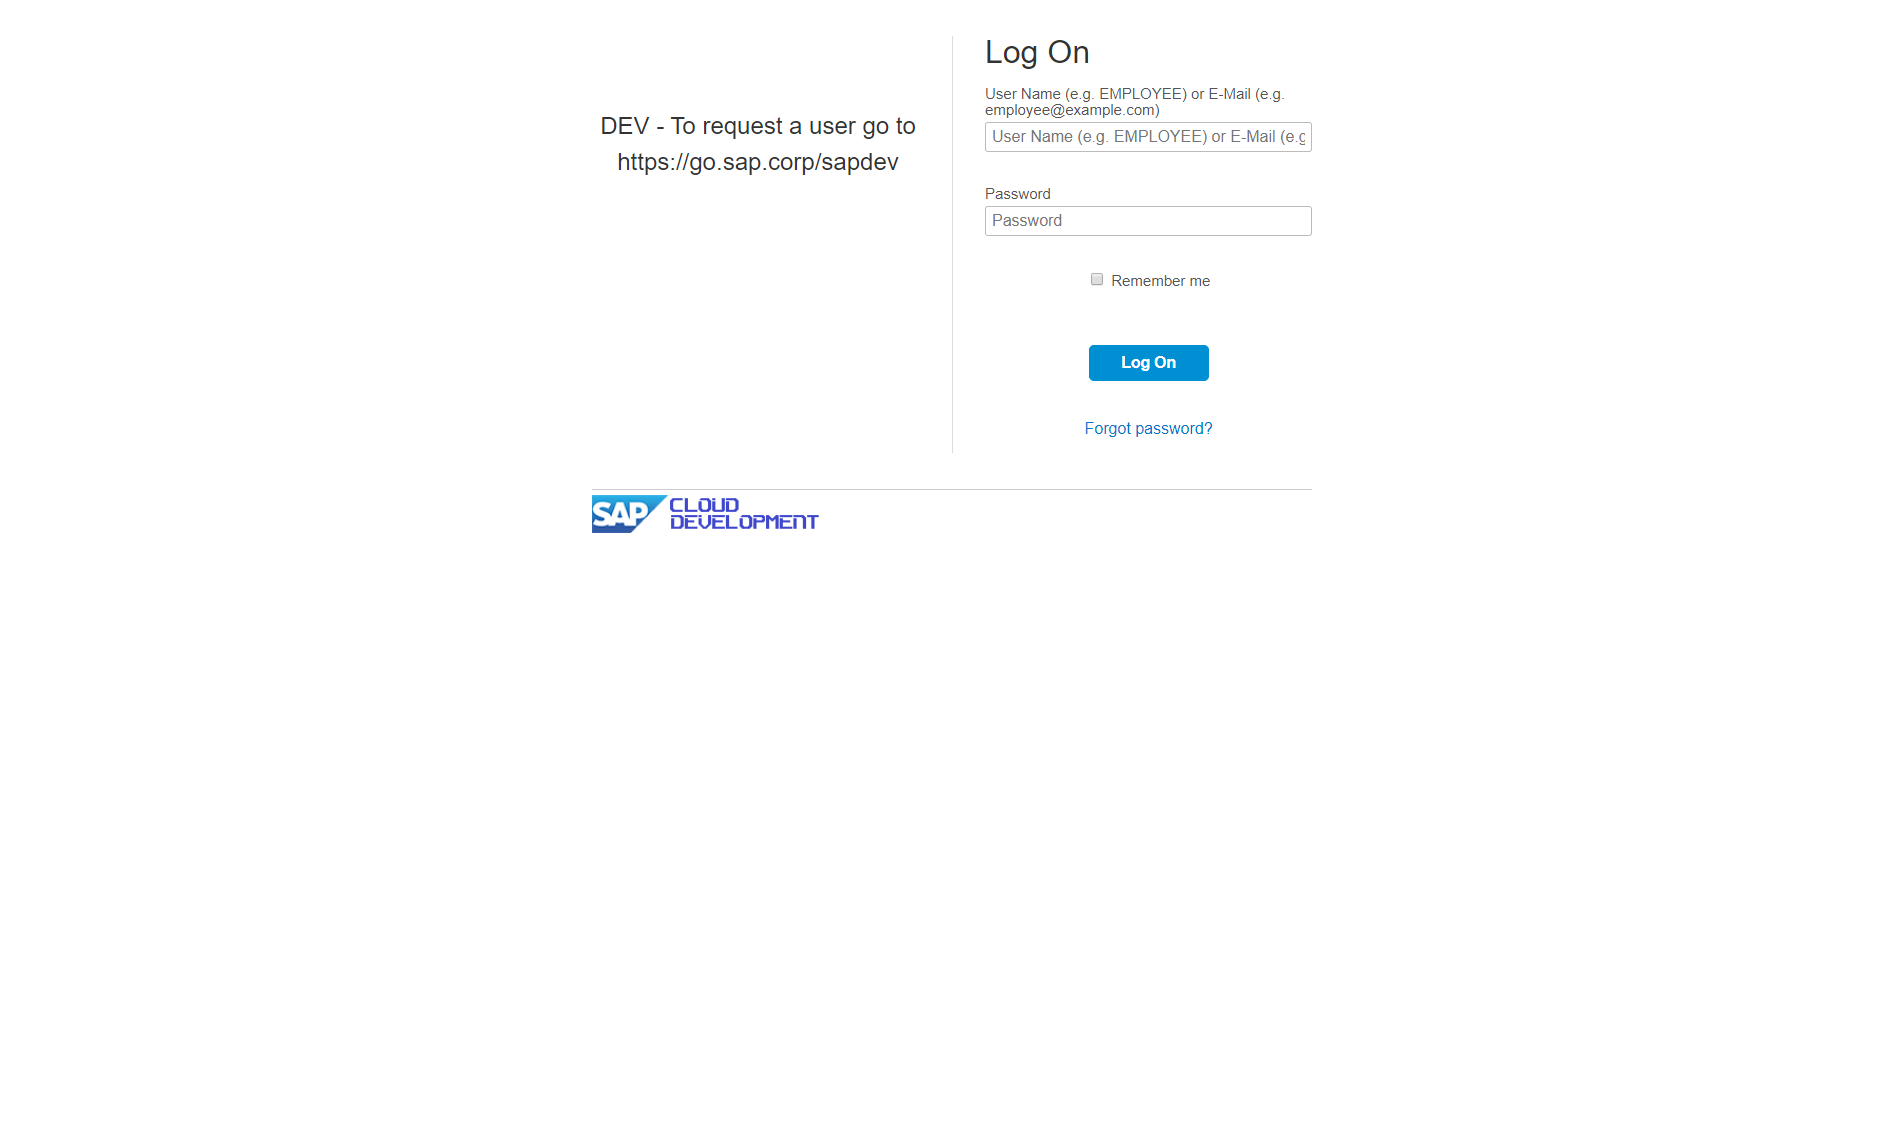 DEV - To request a user go to
https://go.sap.corp/sapdev
Log On
User Name (e.g. EMPLOYEE) or E-Mail (e.g.
employee@example.com)
User Name (e.g. EMPLOYEE) or E-Mail (e.g
Password
Password
Remember me
Log On
Forgot password?
SAP CLOUD
DEVELOPMENT